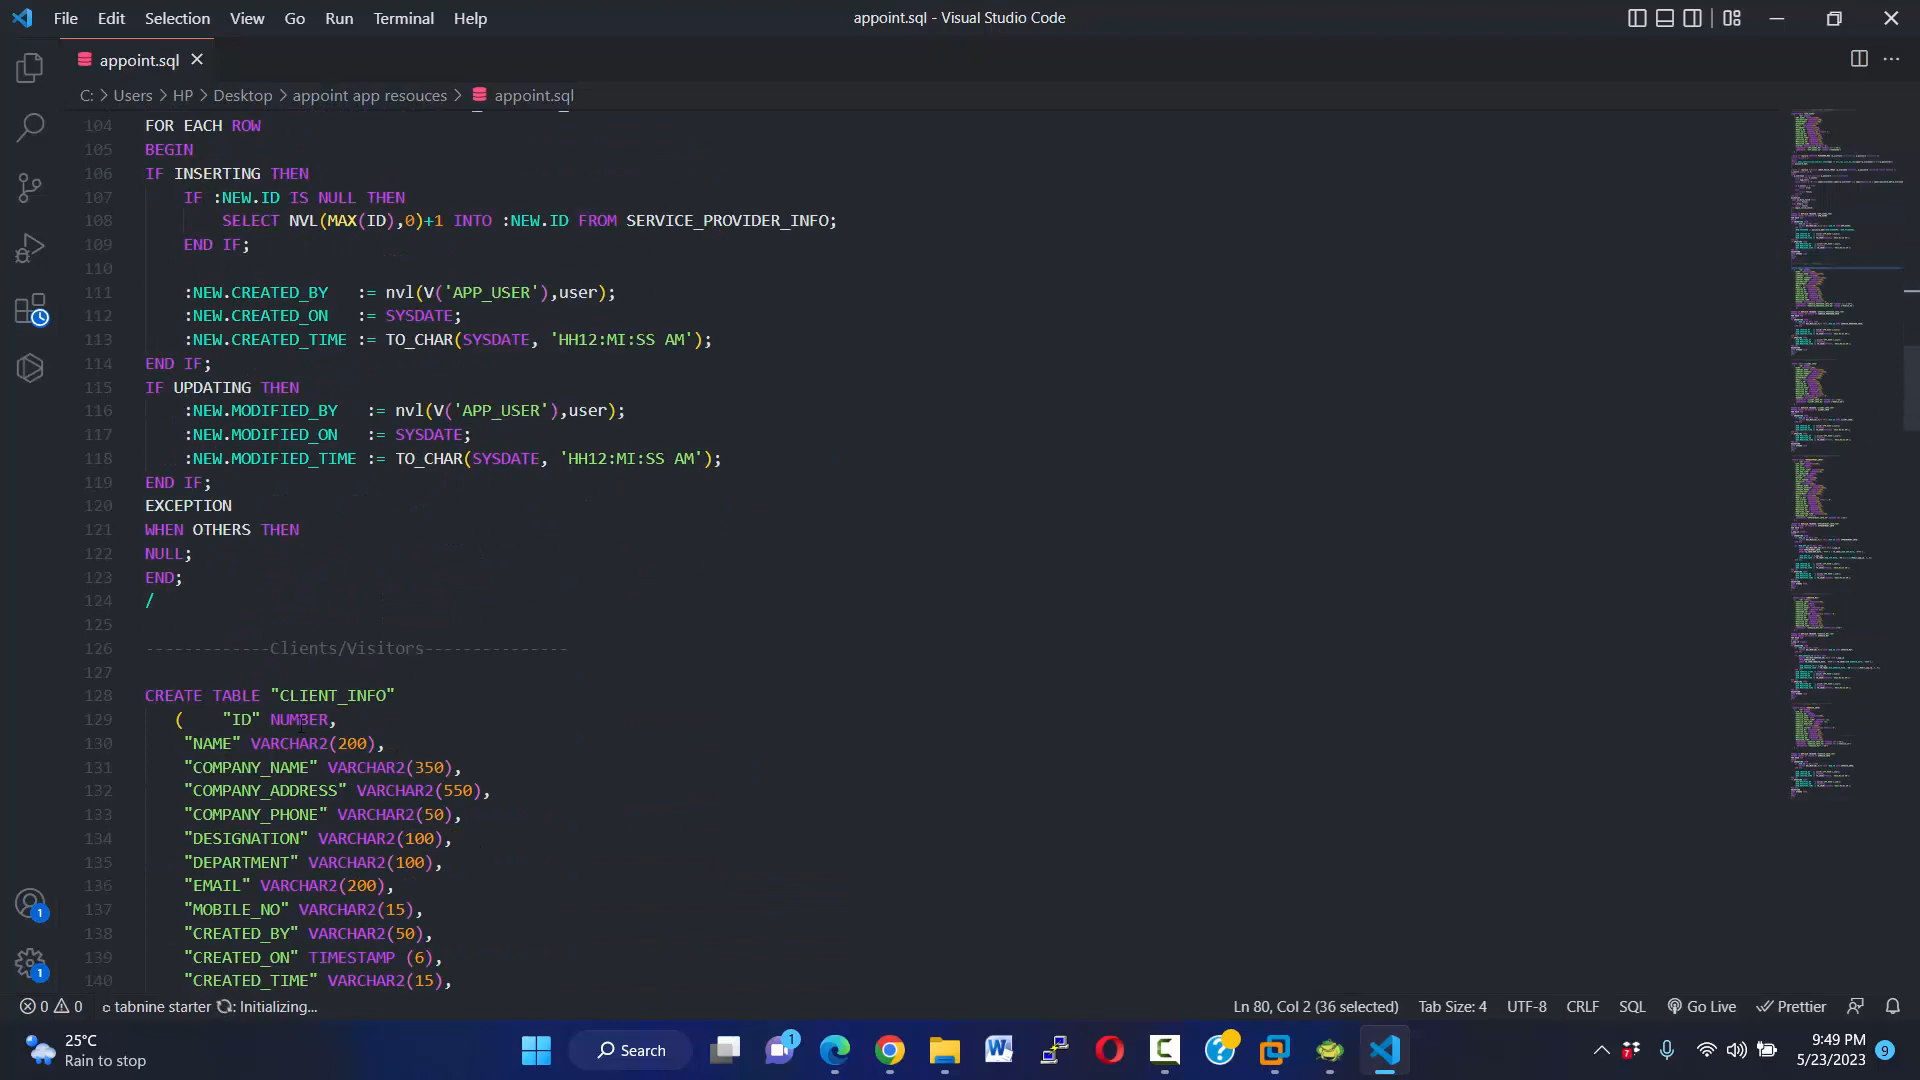 File Edit Selection View Go Run Terminal Help
appoint.sql - Visual Studio Code
appoint.sql
C: > Users > HP > Desktop > appoint app resouces > appoint.sql
104 FOR EACH ROW
105 BEGIN
106 IF INSERTING THEN
107 IF :NEW.ID IS NULL THEN
108 SELECT NVL(MAX(ID),0)+1 INTO :NEW.ID FROM SERVICE_PROVIDER_INFO;
109 END IF;
110
111 :NEW.CREATED_BY := nvl(V('APP_USER'),user);
112 :NEW.CREATED_ON := SYSDATE;
113 :NEW.CREATED_TIME := TO_CHAR(SYSDATE, 'HH12:MI:SS AM');
114 END IF;
115 IF UPDATING THEN
116 :NEW.MODIFIED_BY := nvl(V('APP_USER'),user);
117 :NEW.MODIFIED_ON := SYSDATE;
118 :NEW.MODIFIED_TIME := TO_CHAR(SYSDATE, 'HH12:MI:SS AM');
119 END IF;
120 EXCEPTION
121 WHEN OTHERS THEN
122 NULL;
123 END;
124 /
125
126 -------------Clients/Visitors---------------
127
128 CREATE TABLE "CLIENT_INFO"
129 ( "ID" NUMBER,
130 "NAME" VARCHAR2(200),
131 "COMPANY_NAME" VARCHAR2(350),
132 "COMPANY_ADDRESS" VARCHAR2(550),
133 "COMPANY_PHONE" VARCHAR2(50),
134 "DESIGNATION" VARCHAR2(100),
135 "DEPARTMENT" VARCHAR2(100),
136 "EMAIL" VARCHAR2(200),
137 "MOBILE_NO" VARCHAR2(15),
138 "CREATED_BY" VARCHAR2(50),
139 "CREATED_ON" TIMESTAMP (6),
140 "CREATED_TIME" VARCHAR2(15),
1
1
0 0 tabnine starter : Initializing...
Ln 80, Col 2 (36 selected) Tab Size: 4 UTF-8 CRLF SQL Go Live Prettier
25°C
Rain to stop
Search
1
7
9:49 PM
5/23/2023
9